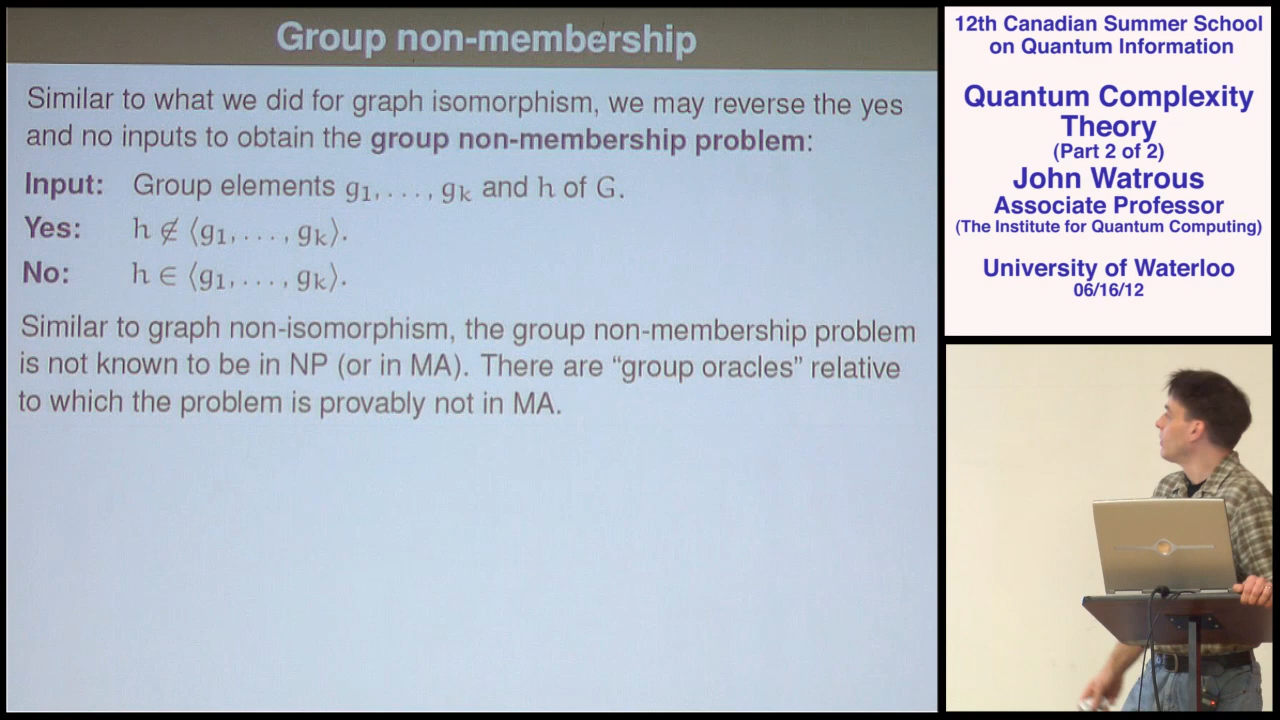 Group non-membership
Similar to what we did for graph isomorphism, we may reverse the yes
and no inputs to obtain the group non-membership problem:
Input: Group elements g₁, . . . , gₖ and h of G.
Yes: h ∉ ⟨g₁, . . . , gₖ⟩.
No: h ∈ ⟨g₁, . . . , gₖ⟩.
Similar to graph non-isomorphism, the group non-membership problem
is not known to be in NP (or in MA). There are “group oracles” relative
to which the problem is provably not in MA.
12th Canadian Summer School
on Quantum Information
Quantum Complexity
Theory
(Part 2 of 2)
John Watrous
Associate Professor
(The Institute for Quantum Computing)
University of Waterloo
06/16/12